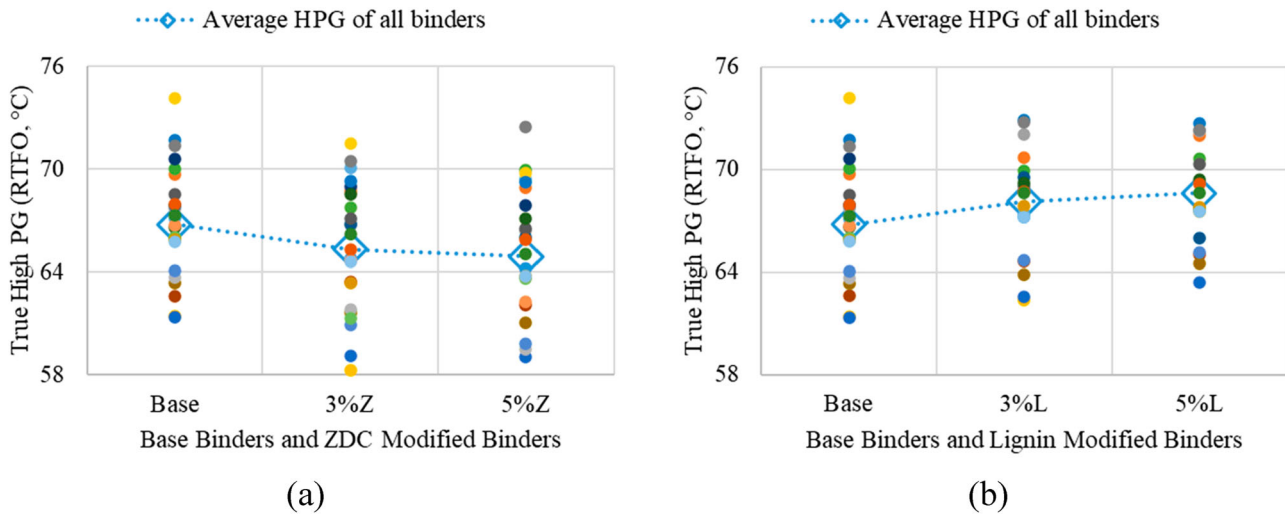 Average HPG of all binders
True High PG (RTFO, °C)
76
70
64
58
Base 3%Z 5%Z
Base Binders and ZDC Modified Binders
(a)
Average HPG of all binders
True High PG (RTFO, °C)
76
70
64
58
Base 3%L 5%L
Base Binders and Lignin Modified Binders
(b)